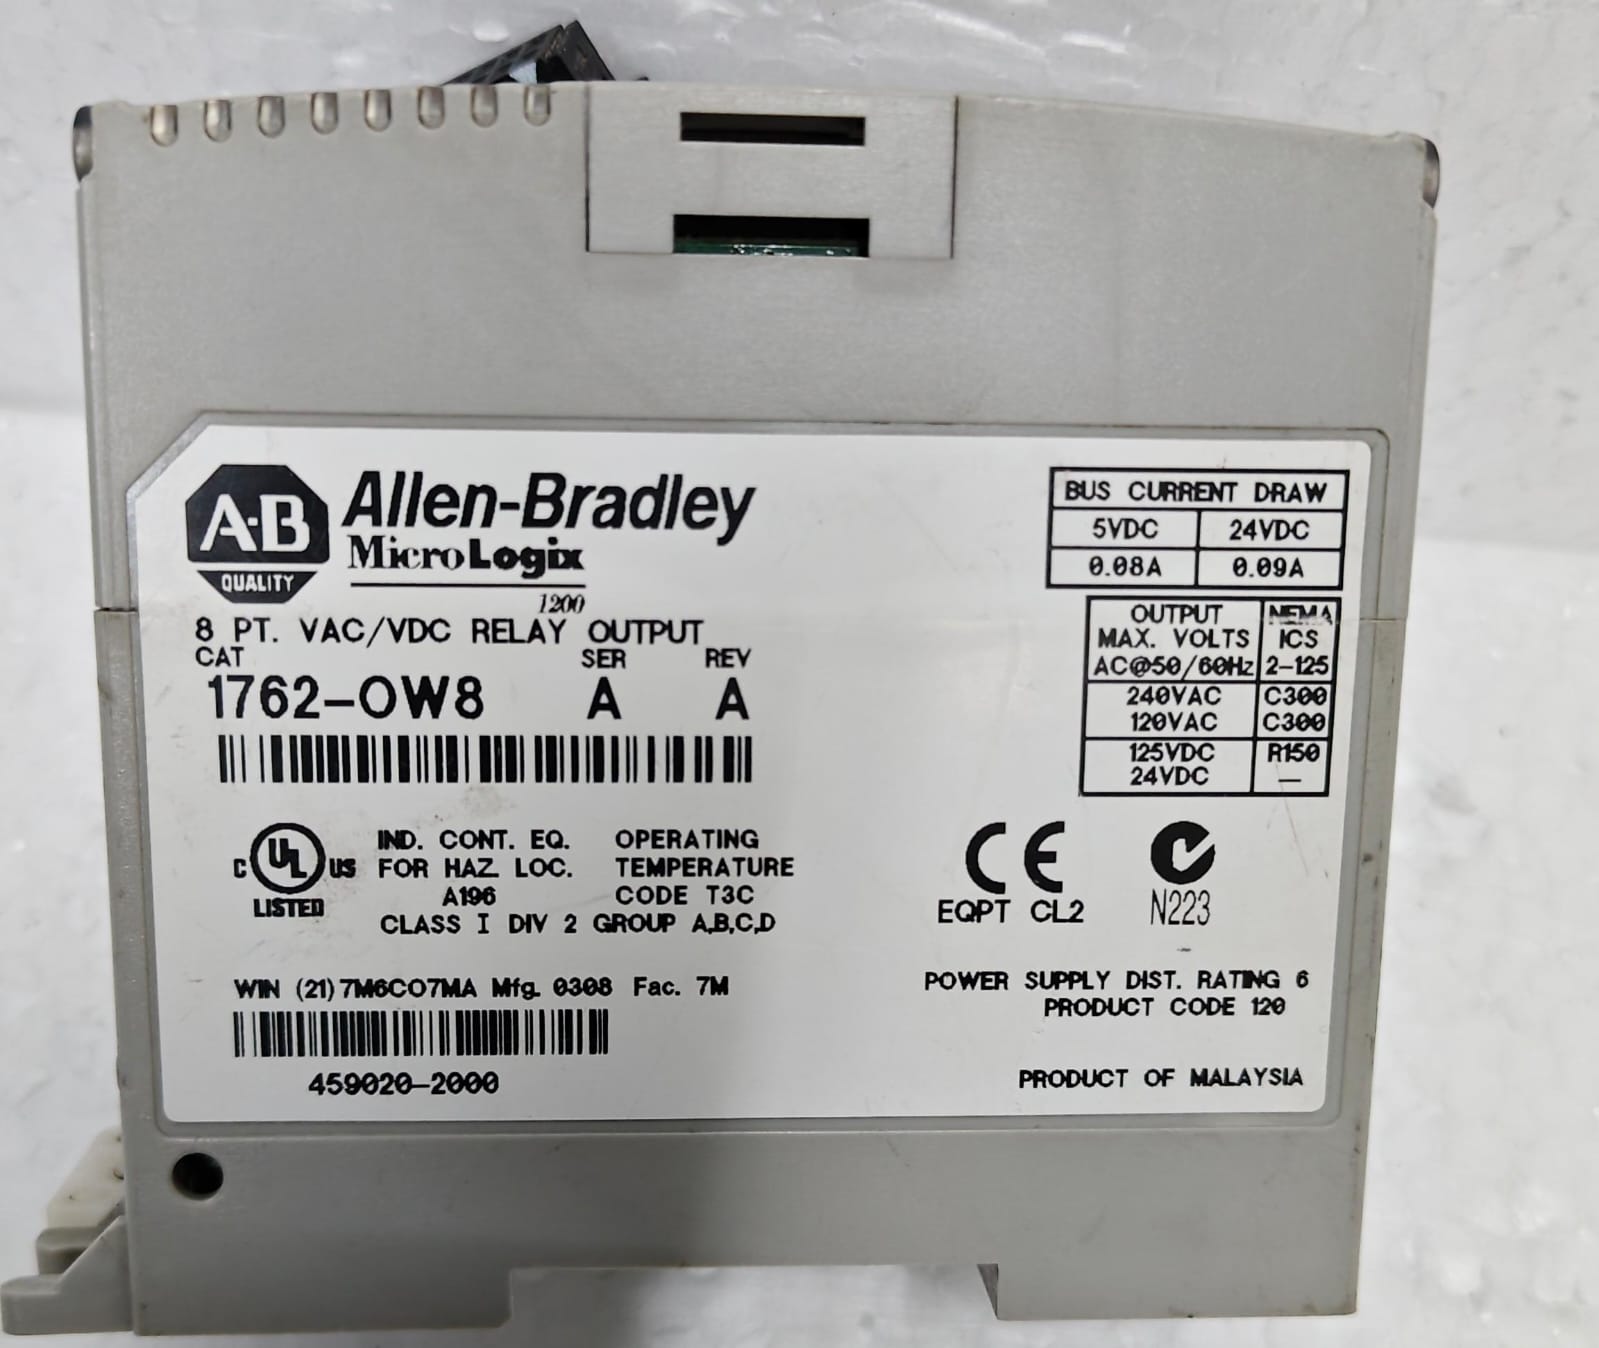 A-B
QUALITY
Allen-Bradley
MicroLogix
1200
8 PT. VAC/VDC RELAY OUTPUT
CAT SER REV
1762-OW8 A A
BUS CURRENT DRAW
5VDC 24VDC
0.08A 0.09A
OUTPUT NEMA
MAX. VOLTS ICS
AC@50/60Hz 2-125
240VAC C300
120VAC C300
125VDC R150
24VDC —
C UL US
LISTED
IND. CONT. EQ.
FOR HAZ. LOC.
A196
OPERATING
TEMPERATURE
CODE T3C
CLASS I DIV 2 GROUP A,B,C,D
CE
EQPT CL2
N223
WIN (21) 7M6CO7MA Mfg. 0308 Fac. 7M
459020-2000
POWER SUPPLY DIST. RATING 6
PRODUCT CODE 120
PRODUCT OF MALAYSIA